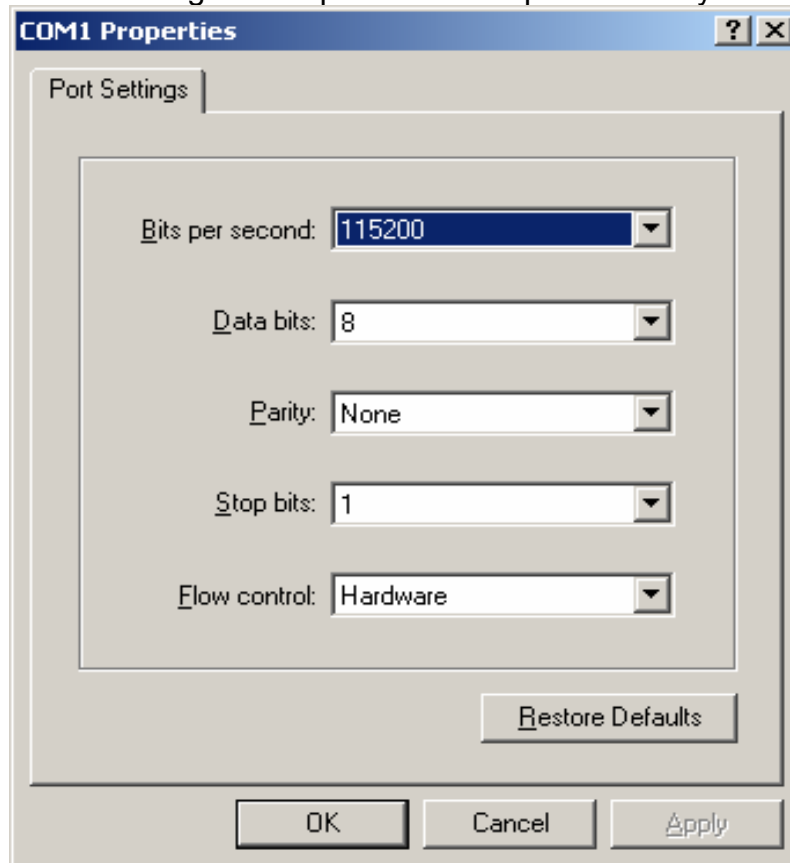 COM1 Properties
Port Settings
Bits per second: 115200
Data bits: 8
Parity: None
Stop bits: 1
Flow control: Hardware
Restore Defaults
OK Cancel Apply